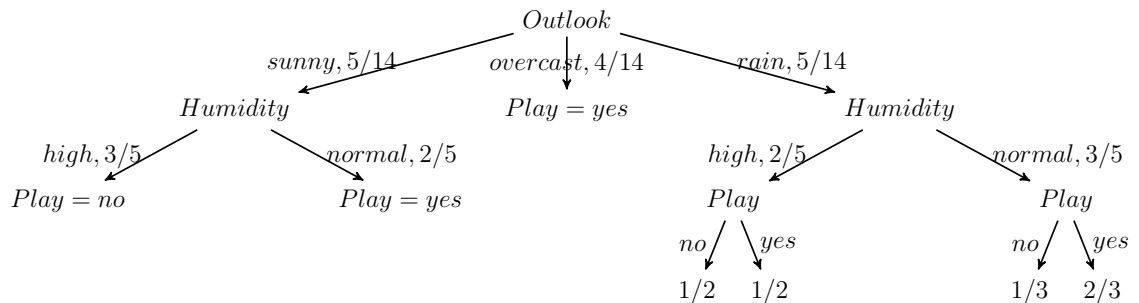 Outlook
sunny, 5/14 overcast, 4/14 rain, 5/14
Humidity Play = yes Humidity
high, 3/5 normal, 2/5 high, 2/5 normal, 3/5
Play = no Play = yes Play Play
no yes no yes
1/2 1/2 1/3 2/3